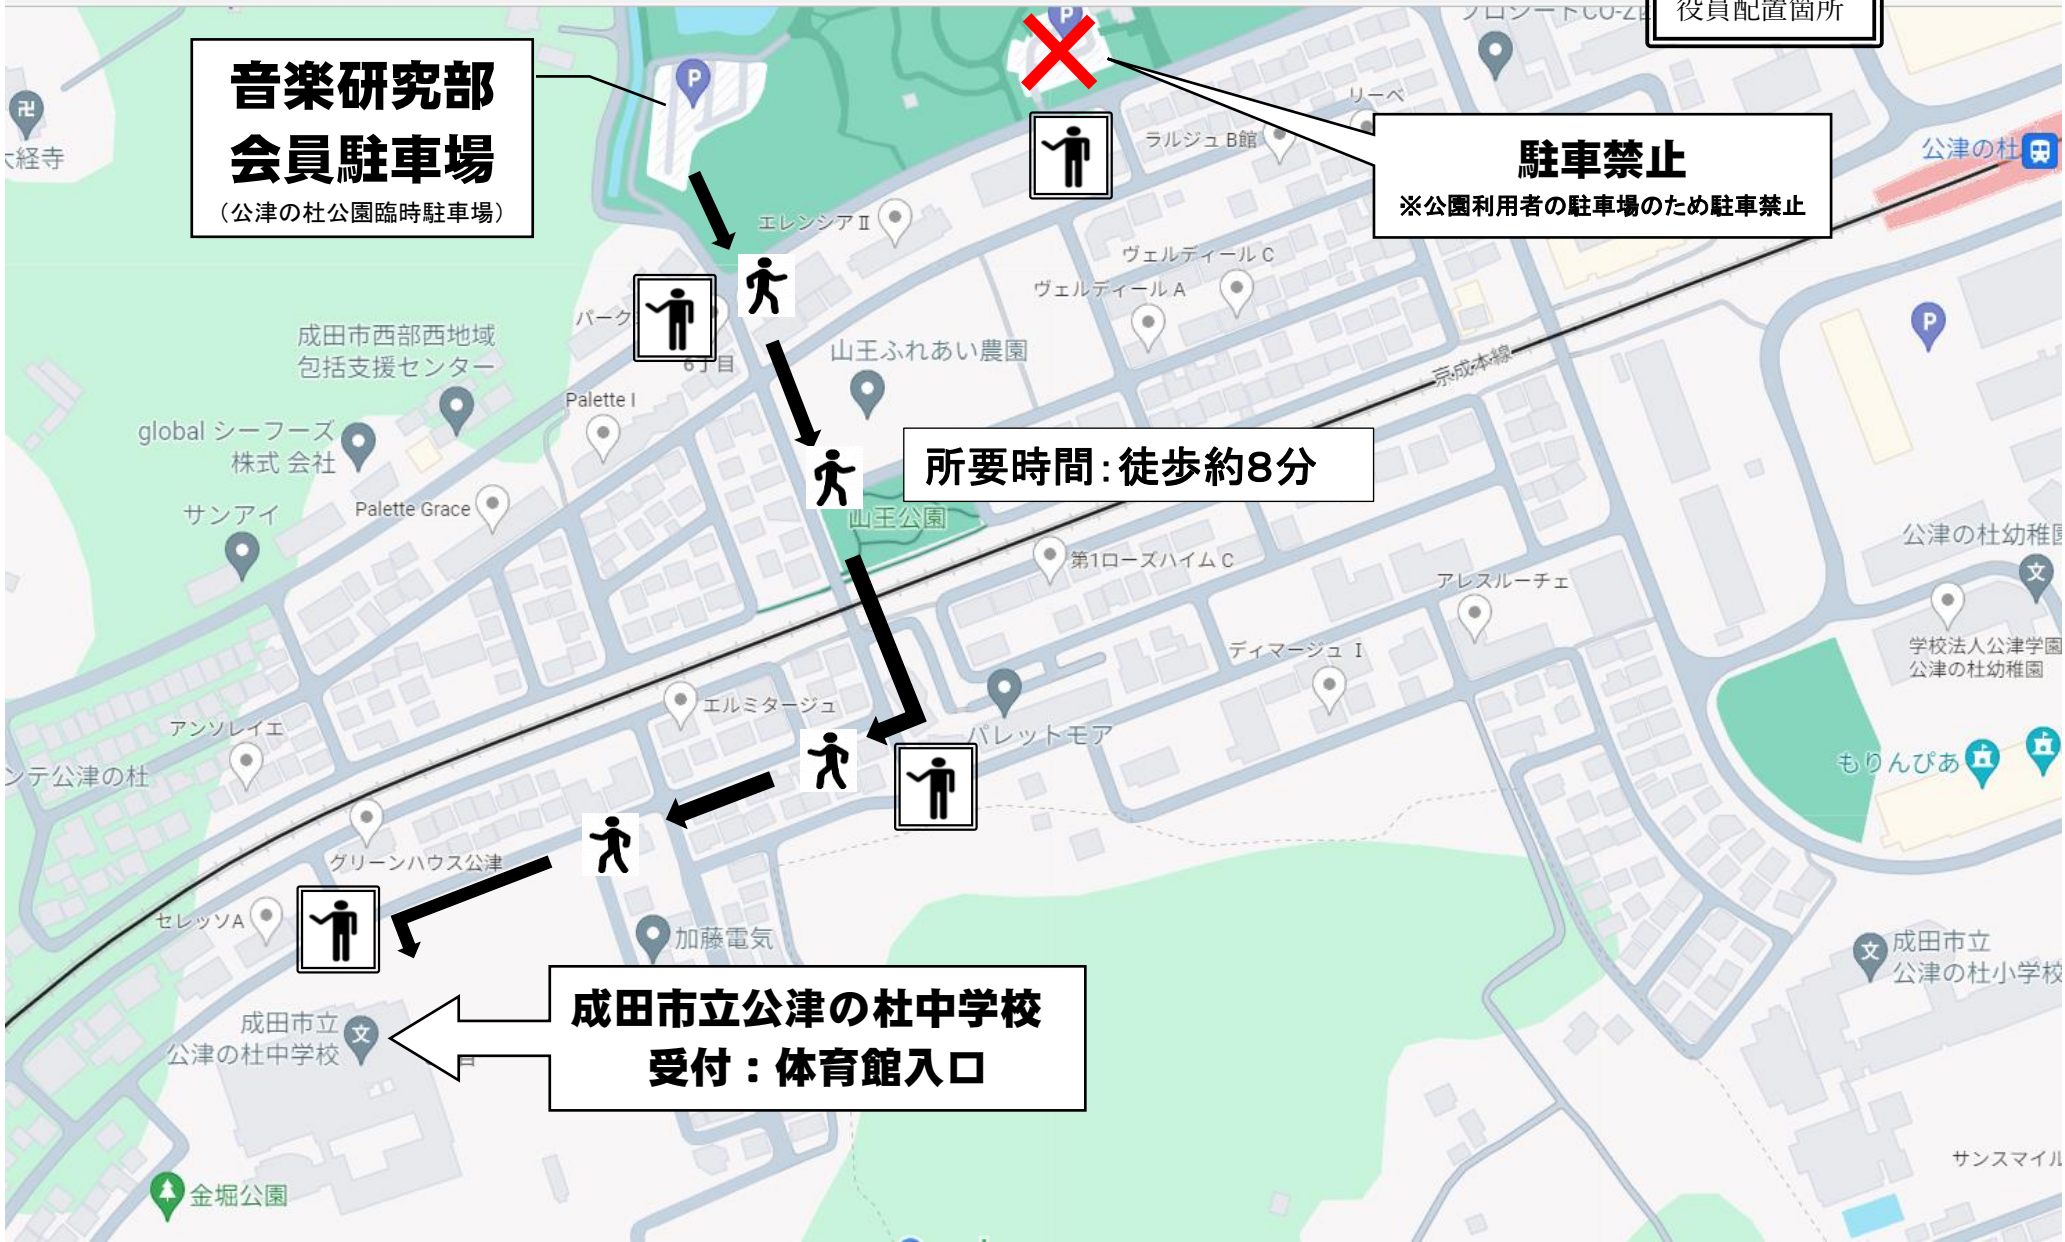 プロシードCO-Z
役員配置箇所
音楽研究部
会員駐車場
（公津の杜公園臨時駐車場）
リーベ
ラルジュ B館
駐車禁止
※公園利用者の駐車場のため駐車禁止
公津の杜
大経寺
エレンシア II
ヴェルディール C
ヴェルディール A
パーク
6丁目
成田市西部西地域
包括支援センター
山王ふれあい農園
京成本線
Palette I
global シーフーズ
株式 会社
所要時間：徒歩約8分
サンアイ
Palette Grace
山王公園
公津の杜幼稚園
第1ローズハイム C
アレスルーチェ
ディマージュ I
学校法人公津学園
公津の杜幼稚園
エルミタージュ
アンソレイエ
パレットモア
ンテ公津の杜
もりんぴあ
グリーンハウス公津
セレッソA
加藤電気
成田市立
公津の杜小学校
成田市立公津の杜中学校
受付：体育館入口
成田市立
公津の杜中学校
サンスマイル
金堀公園